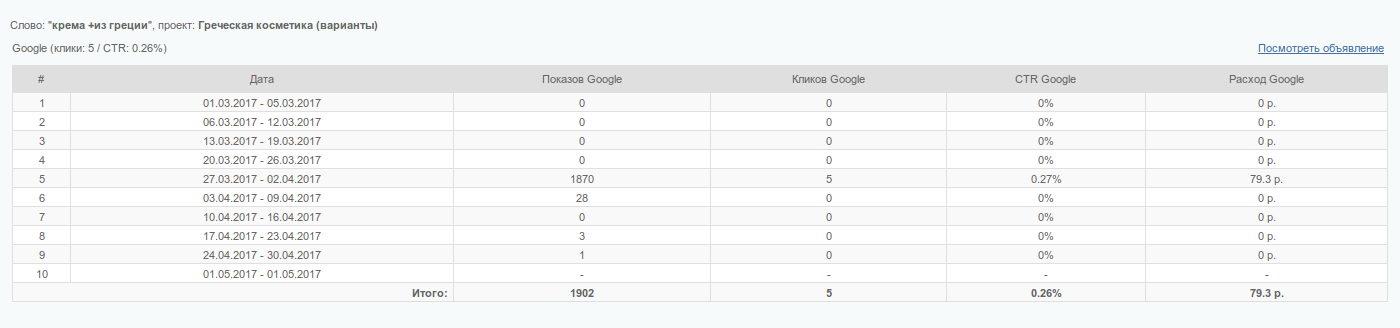 Слово: "крема +из греции", проект: Греческая косметика (варианты)
Google (клики: 5 / CTR: 0.26%) Посмотреть объявление
# Дата Показов Google Кликов Google CTR Google Расход Google
1 01.03.2017 - 05.03.2017 0 0 0% 0 р.
2 06.03.2017 - 12.03.2017 0 0 0% 0 р.
3 13.03.2017 - 19.03.2017 0 0 0% 0 р.
4 20.03.2017 - 26.03.2017 0 0 0% 0 р.
5 27.03.2017 - 02.04.2017 1870 5 0.27% 79.3 р.
6 03.04.2017 - 09.04.2017 28 0 0% 0 р.
7 10.04.2017 - 16.04.2017 0 0 0% 0 р.
8 17.04.2017 - 23.04.2017 3 0 0% 0 р.
9 24.04.2017 - 30.04.2017 1 0 0% 0 р.
10 01.05.2017 - 01.05.2017 - - - -
Итого: 1902 5 0.26% 79.3 р.